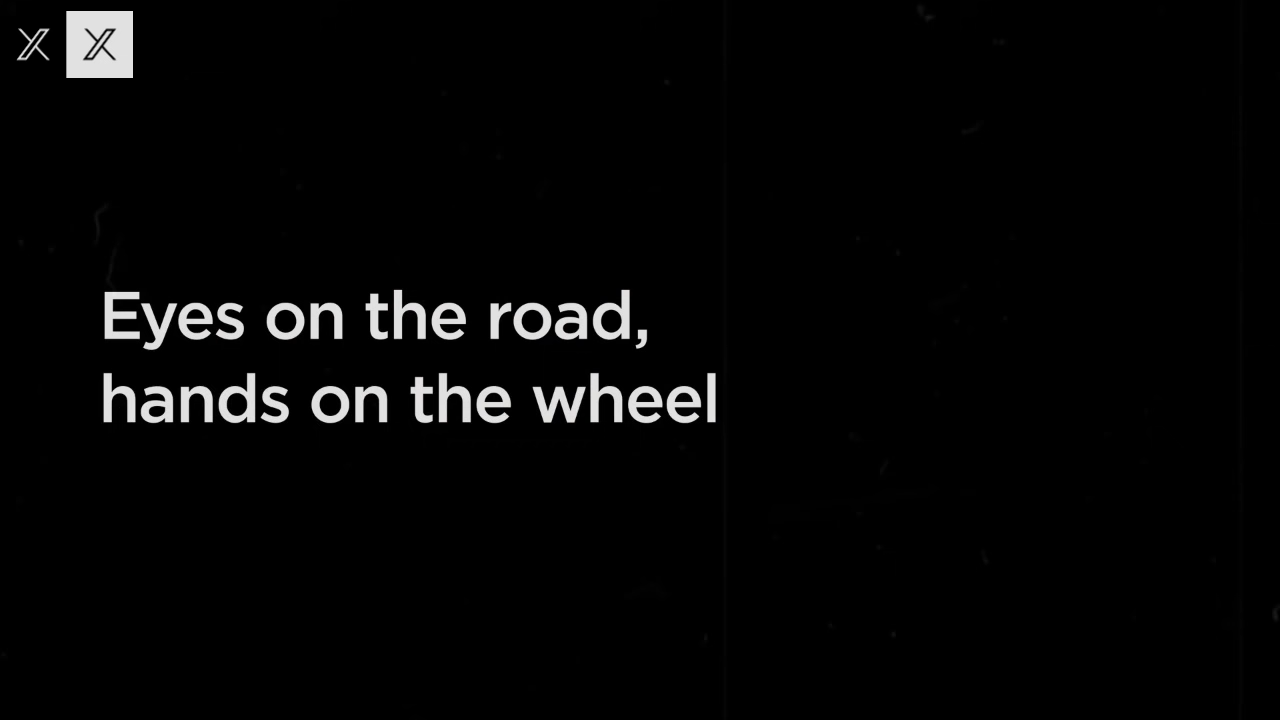 Eyes on the road,
hands on the wheel